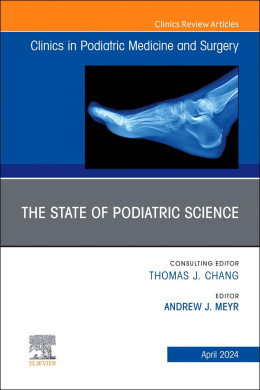 Clinics Review Articles
Clinics in Podiatric Medicine and Surgery
THE STATE OF PODIATRIC SCIENCE
CONSULTING EDITOR
THOMAS J. CHANG
EDITOR
ANDREW J. MEYR
ELSEVIER
April 2024